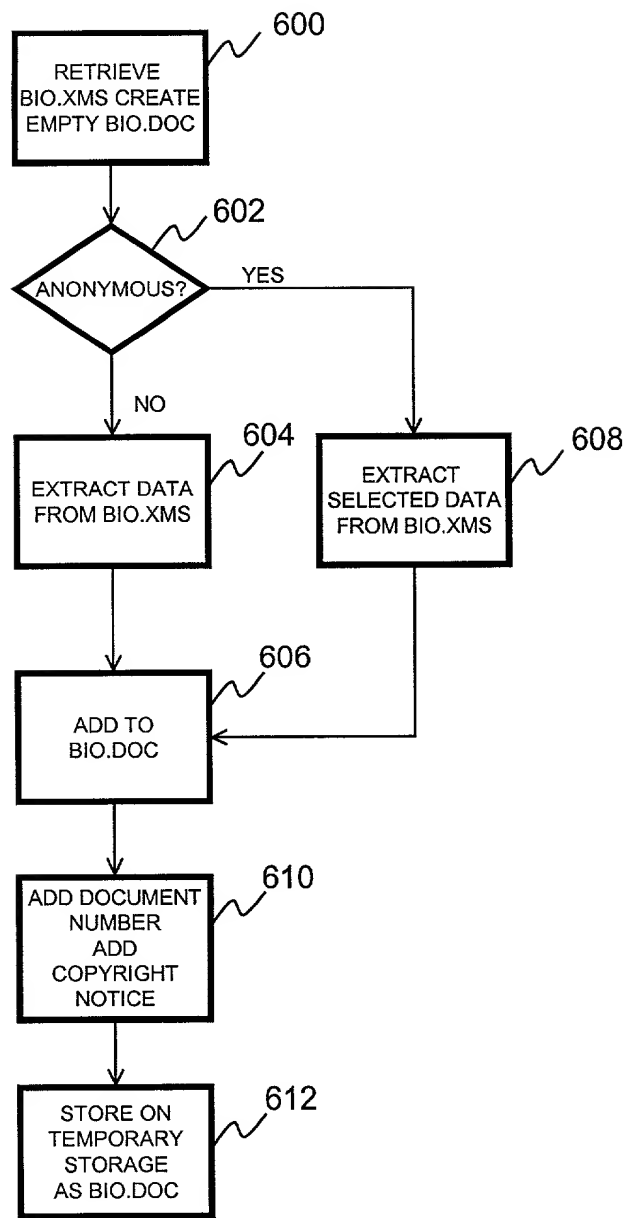 600
RETRIEVE
BIO.XMS CREATE
EMPTY BIO.DOC
602
ANONYMOUS?
YES
NO
604
EXTRACT DATA
FROM BIO.XMS
608
EXTRACT
SELECTED DATA
FROM BIO.XMS
606
ADD TO
BIO.DOC
610
ADD DOCUMENT
NUMBER
ADD
COPYRIGHT
NOTICE
612
STORE ON
TEMPORARY
STORAGE
AS BIO.DOC